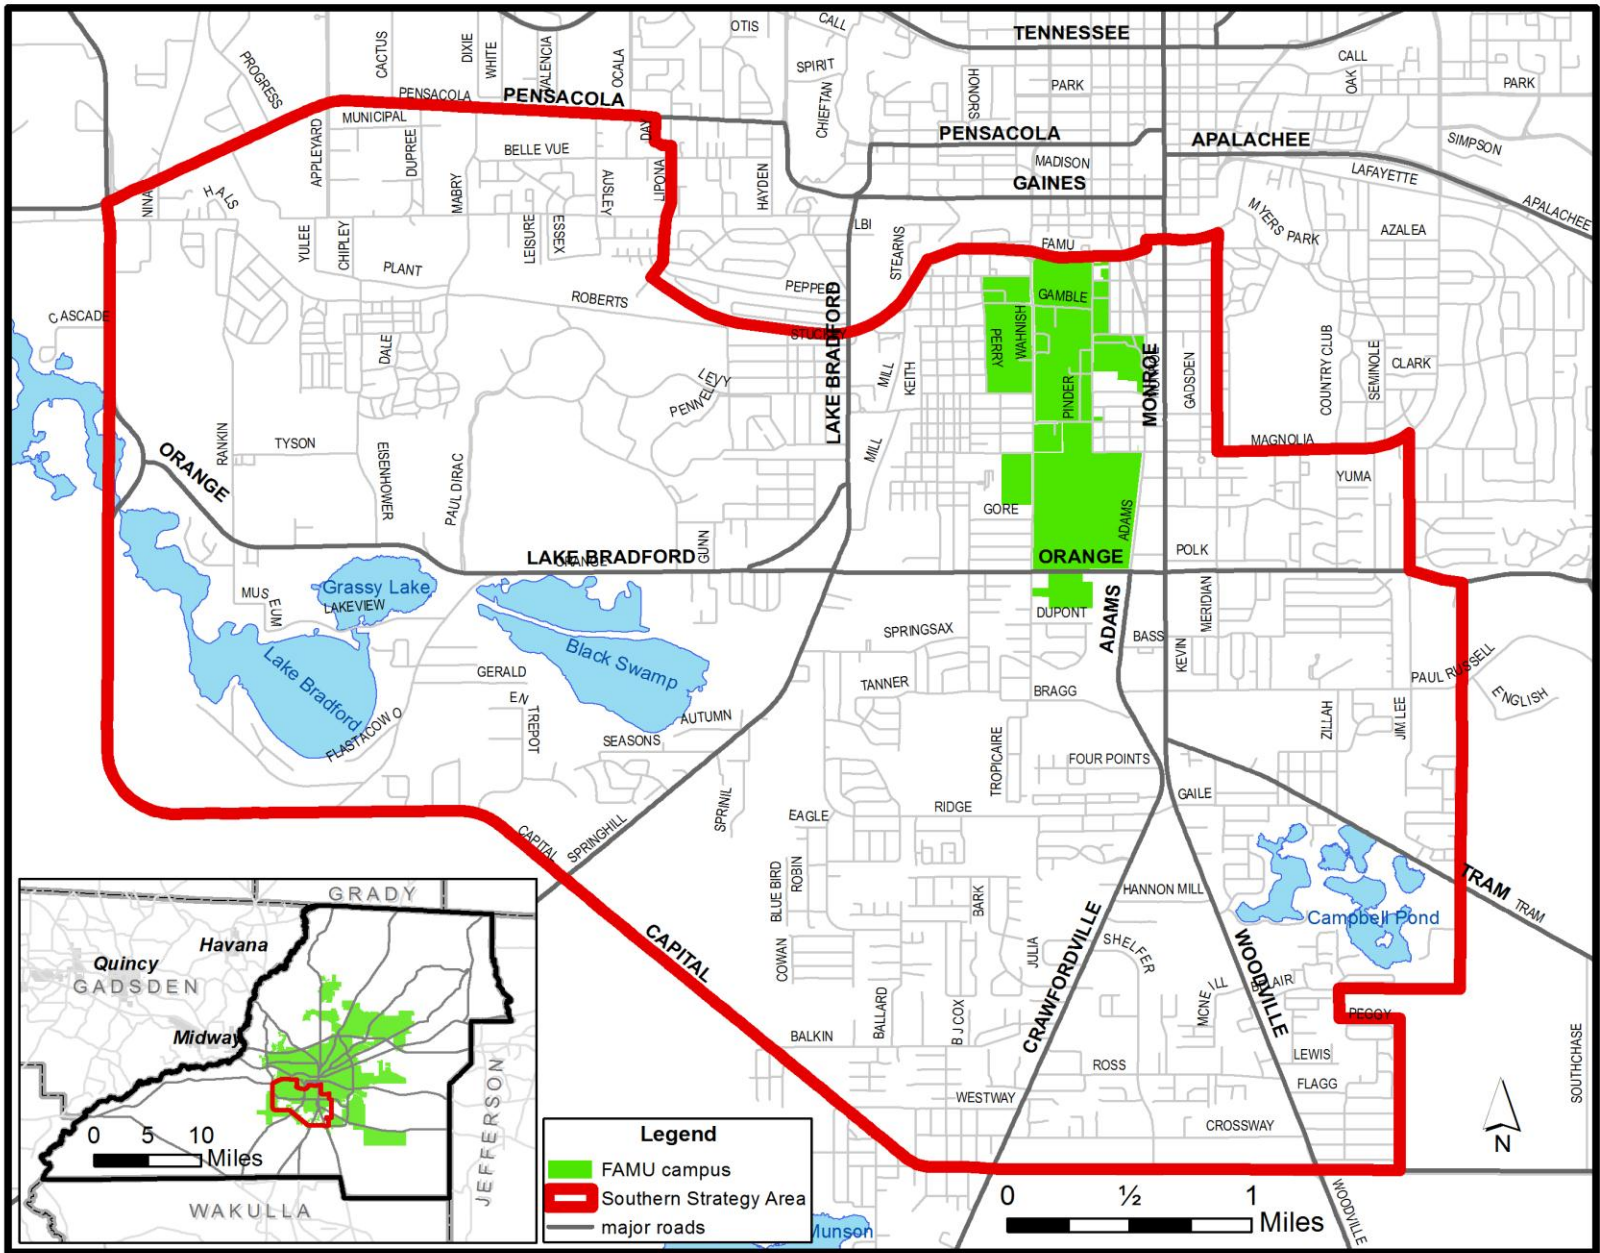 TENNESSEE
OTIS
CALL
CACTUS
DIXIE
WHITE
VALENCIA
OCALA
SPIRIT
CALL
OAK
PARK
PARK
HONORS
CHIEFTAN
PROGRESS
PENSACOLA
PENSACOLA
MUNICIPAL
DAY
PENSACOLA
APALACHEE
SIMPSON
APPLEYARD
DUPREE
BELLE VUE
MADISON
GAINES
LAFAYETTE
APALACHEE
NINA
HALS
MABRY
AUSLEY
LIPONA
HAYDEN
LBI
STEARNS
FAMU
MYERS PARK
AZALEA
YULEE
CHIPLEY
LEISURE
ESSEX
PLANT
ROBERTS
PEPPER
GAMBLE
CASCADE
STUCKEY
LAKE BRADFORD
PERRY
WAHNISH
MONROE
GADSDEN
COUNTRY CLUB
SEMINOLE
CLARK
DALE
LEVY
PENNELL
MILL
KEITH
PINDER
MAGNOLIA
ORANGE
RANKIN
TYSON
EISENHOWER
PAUL DIRAC
MILL
YUMA
GORE
ADAMS
GUNN
LAKE BRADFORD
ORANGE
ORANGE
POLK
MUSEUM
Grassy Lake
LAKEVIEW
DUPONT
ADAMS
MERIDIAN
SPRINGSAX
BASS
KEVIN
Lake Bradford
Black Swamp
GERALD
TANNER
BRAGG
PAUL RUSSELL
ENGLISH
ENTREPOT
AUTUMN
FLASTACOWO
SEASONS
TROPICAIRE
FOUR POINTS
ZILLAH
JIM LEE
SPRINIL
EAGLE
RIDGE
GAILE
CAPITAL
SPRINGHILL
BLUE BIRD
ROBIN
BARK
HANNON MILL
TRAM
TRAM
Campbell Pond
CAPITAL
COWAN
JULIA
CRAWFORDVILLE
SHELFER
WOODVILLE
BLAIR
MCNEILL
BALLARD
B J COX
PEGGY
BALKIN
ROSS
LEWIS
FLAGG
SOUTHCHASE
WESTWAY
CROSSWAY
N
WOODVILLE
Munson
0 ½ 1
Miles
GRADY
Havana
Quincy
GADSDEN
Midway
JEFFERSON
0 5 10
Miles
WAKULLA
Legend
FAMU campus
Southern Strategy Area
major roads